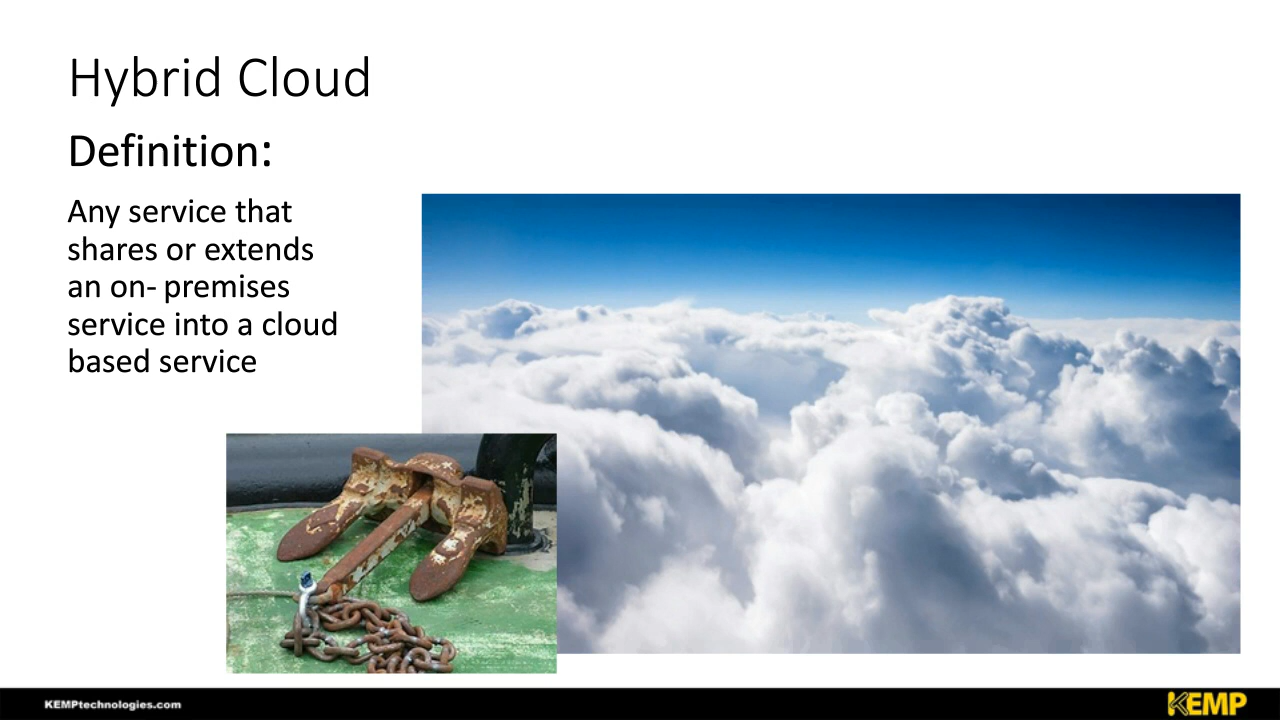 Hybrid Cloud
Definition:
Any service that
shares or extends
an on- premises
service into a cloud
based service
KEMPtechnologies.com
KEMP